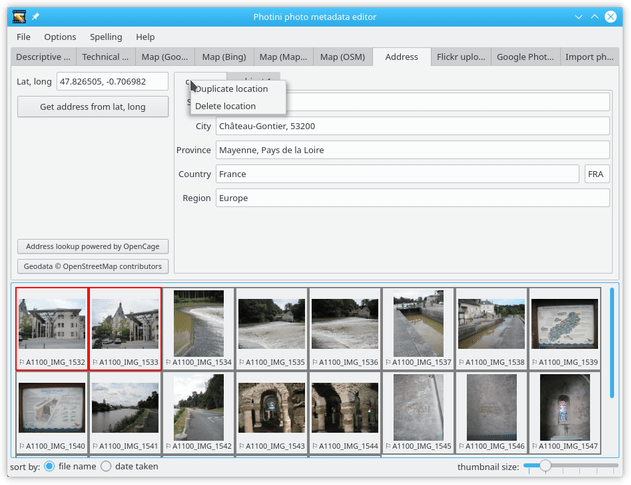 Photini photo metadata editor
File Options Spelling Help
Descriptive ... Technical ... Map (Goo... Map (Bing) Map (Map... Map (OSM) Address Flickr uplo... Google Phot... Import ph...
Lat, long 47.826505, -0.706982
Get address from lat, long
Duplicate location
Delete location
City Château-Gontier, 53200
Province Mayenne, Pays de la Loire
Country France FRA
Region Europe
Address lookup powered by OpenCage
Geodata © OpenStreetMap contributors
A1100_IMG_1532 A1100_IMG_1533 A1100_IMG_1534 A1100_IMG_1535 A1100_IMG_1536 A1100_IMG_1537 A1100_IMG_1538 A1100_IMG_1539
A1100_IMG_1540 A1100_IMG_1541 A1100_IMG_1542 A1100_IMG_1543 A1100_IMG_1544 A1100_IMG_1545 A1100_IMG_1546 A1100_IMG_1547
sort by: file name date taken thumbnail size: